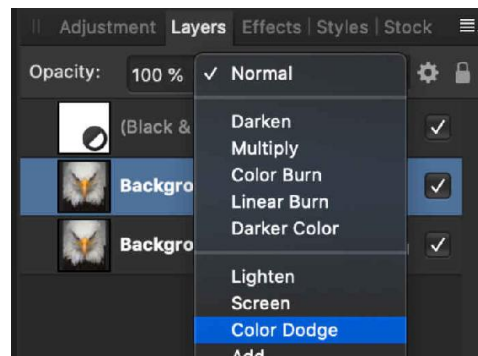 Adjustment Layers Effects Styles Stock
Opacity: 100 % ✓ Normal
(Black &
Darken
Multiply
Backgro
Color Burn
Linear Burn
Darker Color
Backgro
Lighten
Screen
Color Dodge
Add